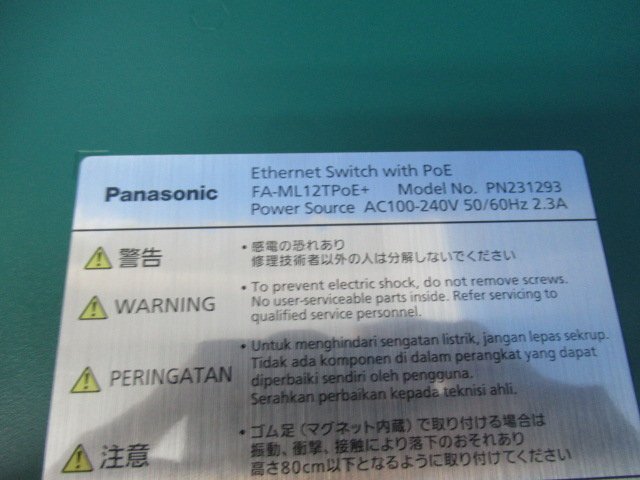 Panasonic
Ethernet Switch with PoE
FA-ML12TPoE+ Model No. PN231293
Power Source AC100-240V 50/60Hz 2.3A
警告
・感電の恐れあり
修理技術者以外の人は分解しないでください
WARNING
・To prevent electric shock, do not remove screws.
No user-serviceable parts inside. Refer servicing to
qualified service personnel.
PERINGATAN
・Untuk menghindari sengatan listrik, jangan lepas sekrup.
Tidak ada komponen di dalam perangkat yang dapat
diperbaiki sendiri oleh pengguna.
Serahkan perbaikan kepada teknisi ahli.
注意
・ゴム足（マグネット内蔵）で取り付ける場合は
振動、衝撃、接触により落下のおそれあり
高さ80cm以下となるように取り付けてください